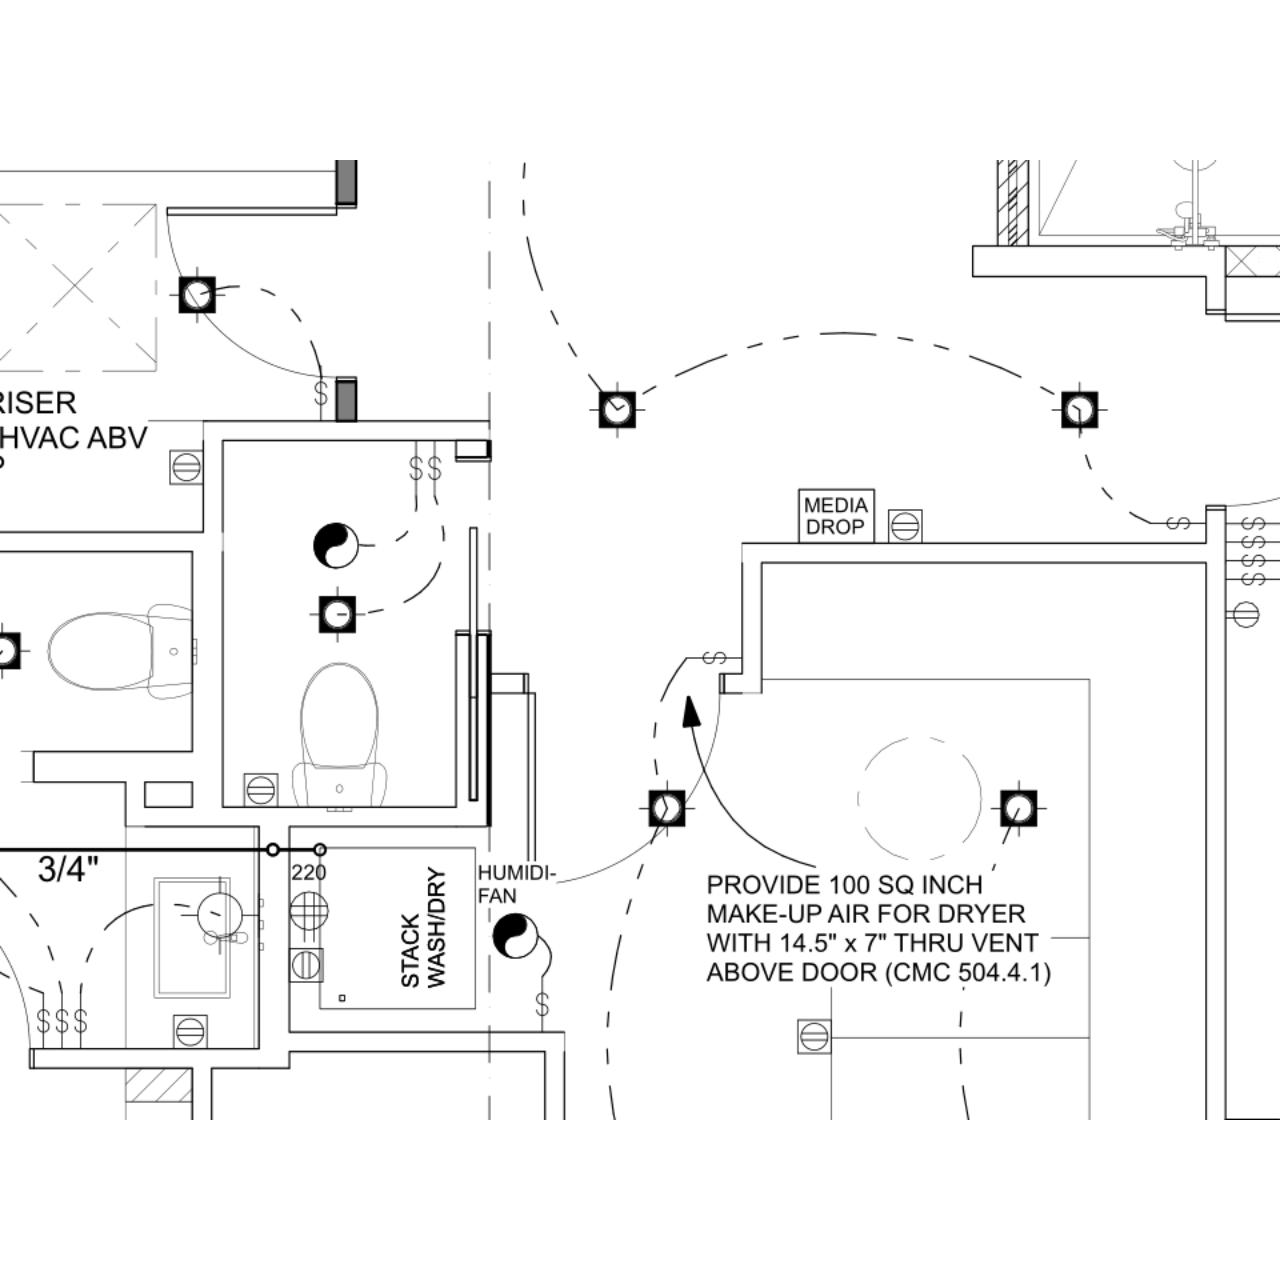 RISER
HVAC ABV
MEDIA
DROP
S
S
S
S
S
S
S
S
S
3/4"
220
STACK
WASH/DRY
HUMIDI-
FAN
PROVIDE 100 SQ INCH
MAKE-UP AIR FOR DRYER
WITH 14.5" x 7" THRU VENT
ABOVE DOOR (CMC 504.4.1)
S
S
S
S